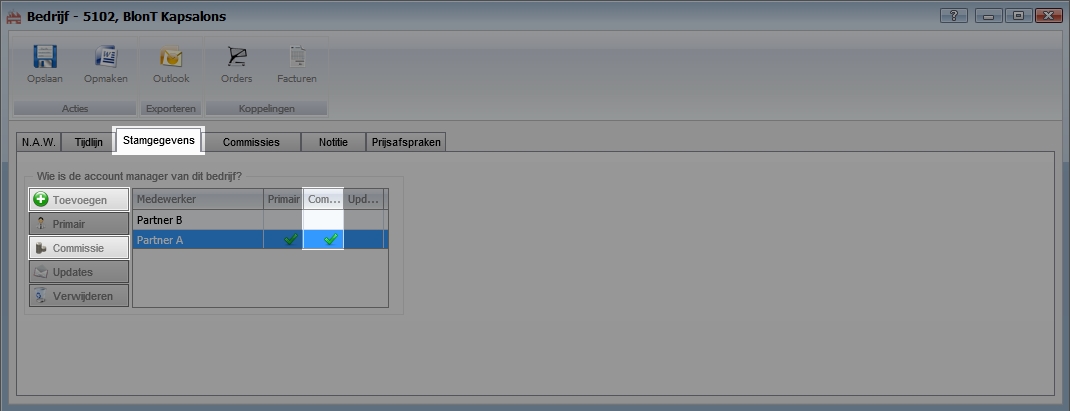 Bedrijf - 5102, BlonT Kapsalons
Opslaan Opmaken Outlook Orders Facturen
Acties Exporteren Koppelingen
N.A.W. Tijdlijn Stamgegevens Commissies Notitie Prijsafspraken
Wie is de account manager van dit bedrijf?
Toevoegen Medewerker Primair Com... Upd...
Primair Partner B
Commissie Partner A
Updates
Verwijderen